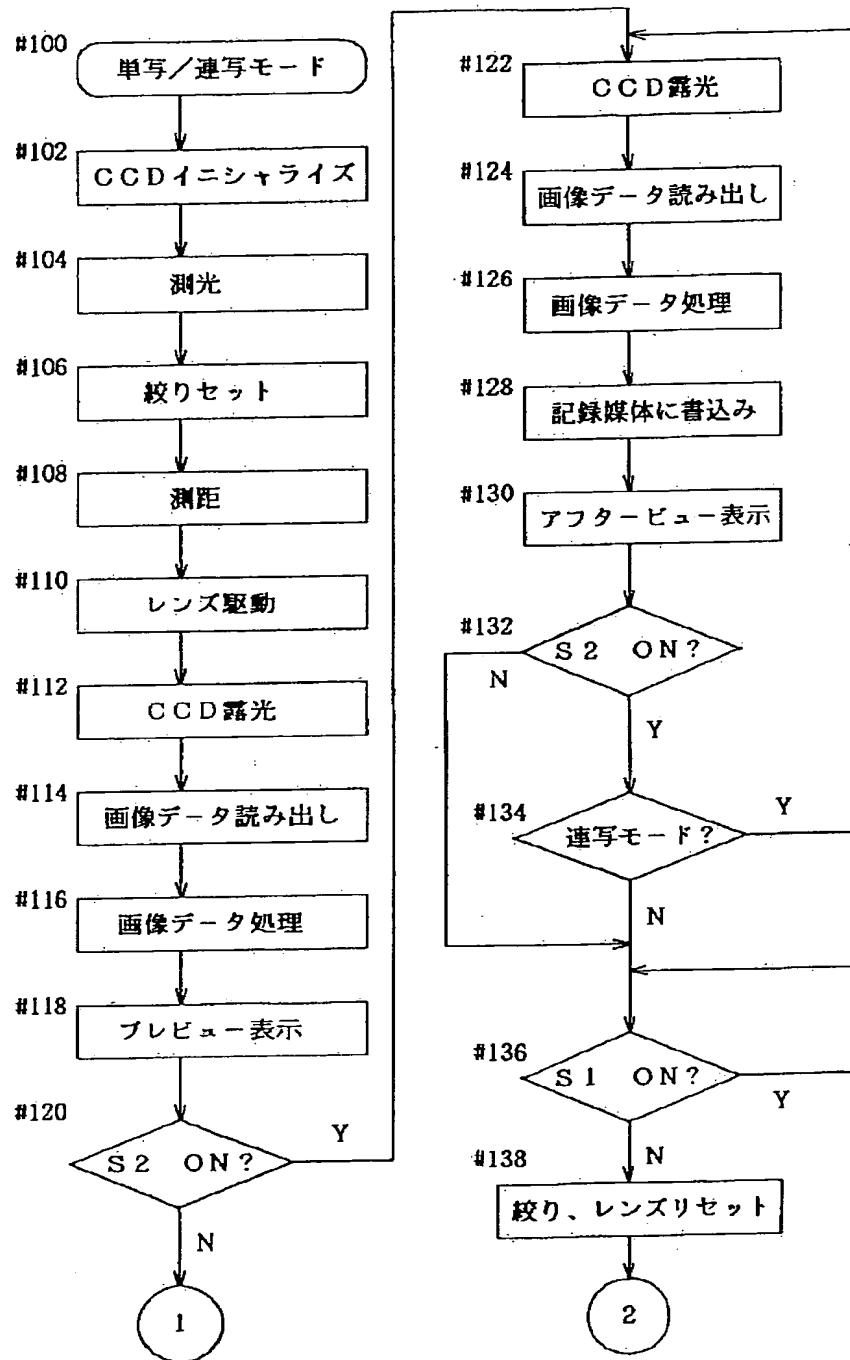 #100
単写／連写モード
#102
CCDイニシャライズ
#104
測光
#106
絞りセット
#108
測距
#110
レンズ駆動
#112
CCD露光
#114
画像データ読み出し
#116
画像データ処理
#118
プレビュー表示
#120
S2 ON?
Y
N
1
#122
CCD露光
#124
画像データ読み出し
#126
画像データ処理
#128
記録媒体に書込み
#130
アフタービュー表示
#132
S2 ON?
N
Y
#134
連写モード?
Y
N
#136
S1 ON?
Y
N
#138
絞り、レンズリセット
2